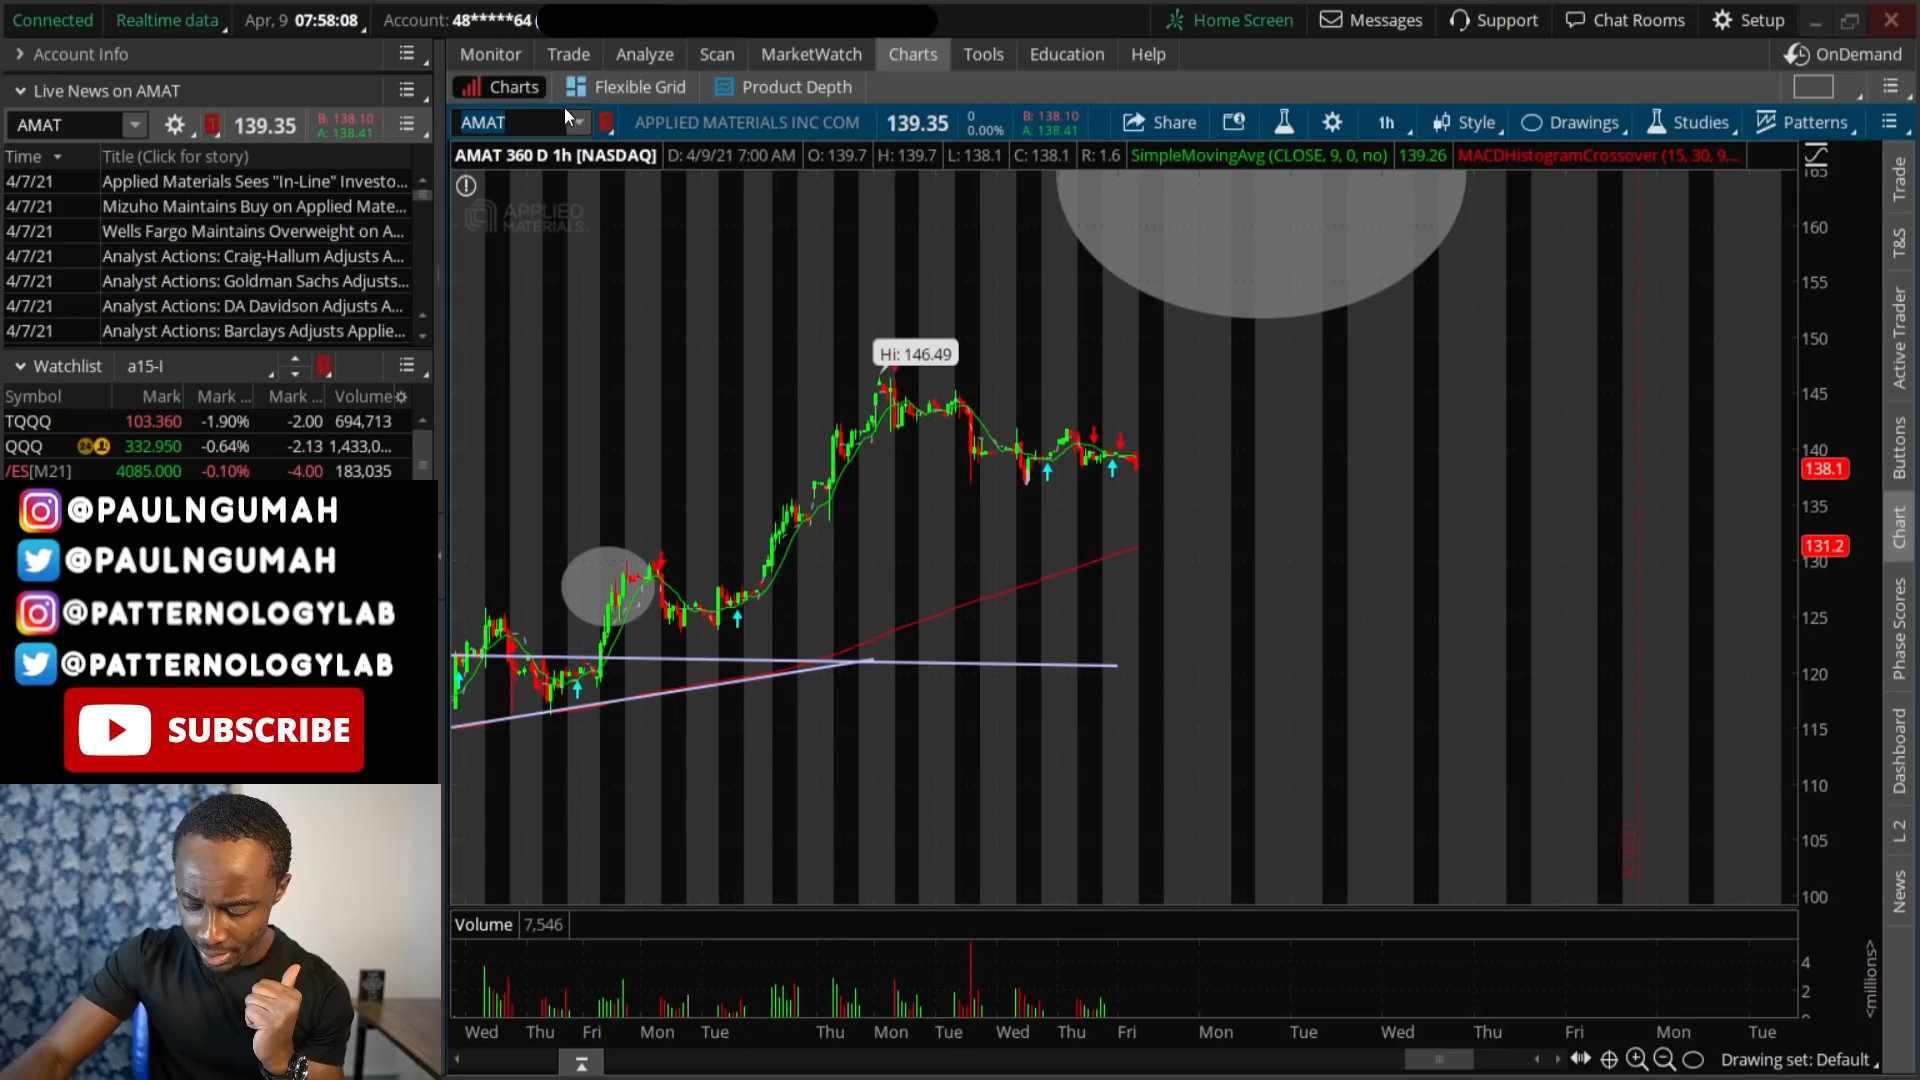 Connected Realtime data Apr, 9 07:58:08 Account: 48*****64 ( Home Screen Messages Support Chat Rooms Setup
Account Info
Monitor Trade Analyze Scan MarketWatch Charts Tools Education Help OnDemand
Live News on AMAT
Charts Flexible Grid Product Depth
AMAT 139.35 B: 138.10 A: 138.41
AMAT APPLIED MATERIALS INC COM 139.35 0 0.00% B: 138.10 A: 138.41 Share 1h Style Drawings Studies Patterns
Time Title (Click for story)
AMAT 360 D 1h [NASDAQ] D: 4/9/21 7:00 AM O: 139.7 H: 139.7 L: 138.1 C: 138.1 R: 1.6 SimpleMovingAvg (CLOSE, 9, 0, no) 139.26 MACDHistogramCrossover (15, 30, 9,...
4/7/21 Applied Materials Sees "In-Line" Investo...
4/7/21 Mizuho Maintains Buy on Applied Mate...
4/7/21 Wells Fargo Maintains Overweight on A...
4/7/21 Analyst Actions: Craig-Hallum Adjusts A...
4/7/21 Analyst Actions: Goldman Sachs Adjusts...
4/7/21 Analyst Actions: DA Davidson Adjusts A...
4/7/21 Analyst Actions: Barclays Adjusts Applie...
Watchlist a15-I
Symbol Mark Mark ... Mark ... Volume
TQQQ 103.360 -1.90% -2.00 694,713
QQQ 332.950 -0.64% -2.13 1,433,0...
/ES[M21] 4085.000 -0.10% -4.00 183,035
@PAULNGUMAH
@PAULNGUMAH
@PATTERNOLOGYLAB
@PATTERNOLOGYLAB
SUBSCRIBE
APPLIED
MATERIALS
Hi: 146.49
165
160
155
150
145
140
138.1
135
131.2
130
125
120
115
110
105
100
Volume 7,546
4
2
0
<millions>
Wed Thu Fri Mon Tue Thu Mon Tue Wed Thu Fri Mon Tue Wed Thu Fri Mon Tue
Drawing set: Default
Trade
T&S
Active Trader
Buttons
Chart
Phase Scores
Dashboard
L 2
News